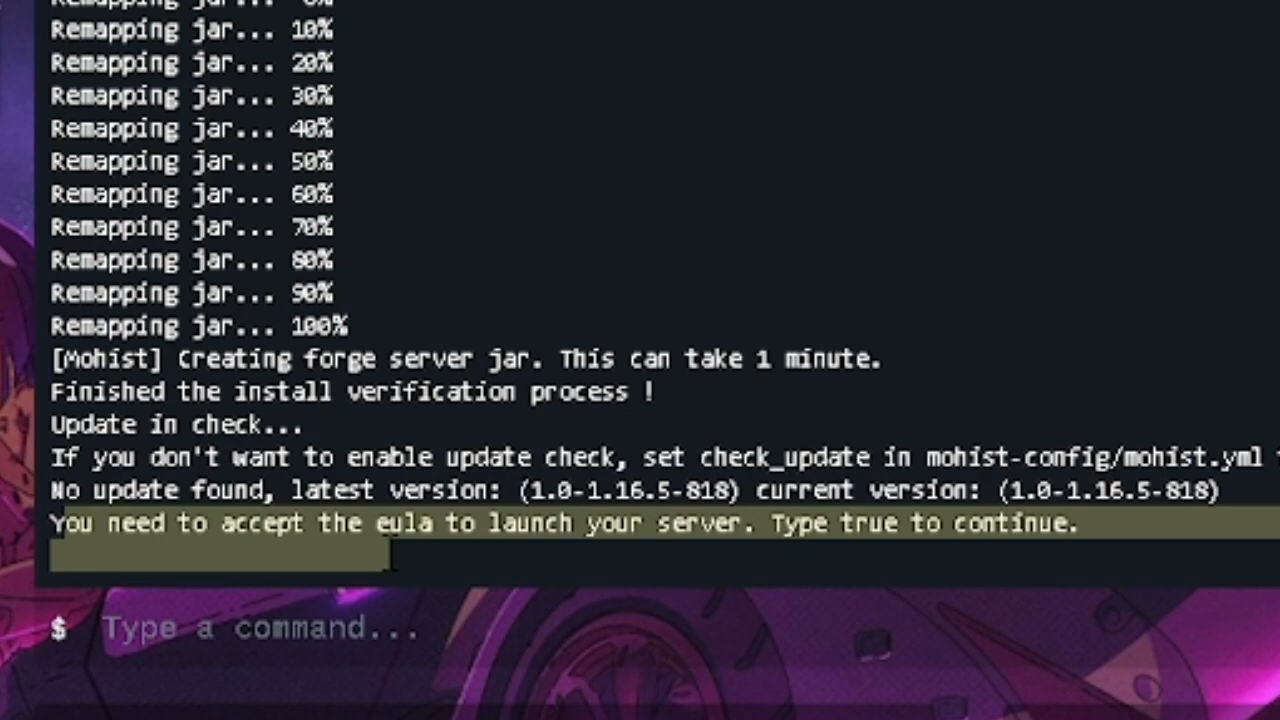 Remapping jar... 0%
Remapping jar... 10%
Remapping jar... 20%
Remapping jar... 30%
Remapping jar... 40%
Remapping jar... 50%
Remapping jar... 60%
Remapping jar... 70%
Remapping jar... 80%
Remapping jar... 90%
Remapping jar... 100%
[Mohist] Creating forge server jar. This can take 1 minute.
Finished the install verification process !
Update in check...
If you don't want to enable update check, set check_update in mohist-config/mohist.yml
No update found, latest version: (1.0-1.16.5-818) current version: (1.0-1.16.5-818)
You need to accept the eula to launch your server. Type true to continue.
$ Type a command...